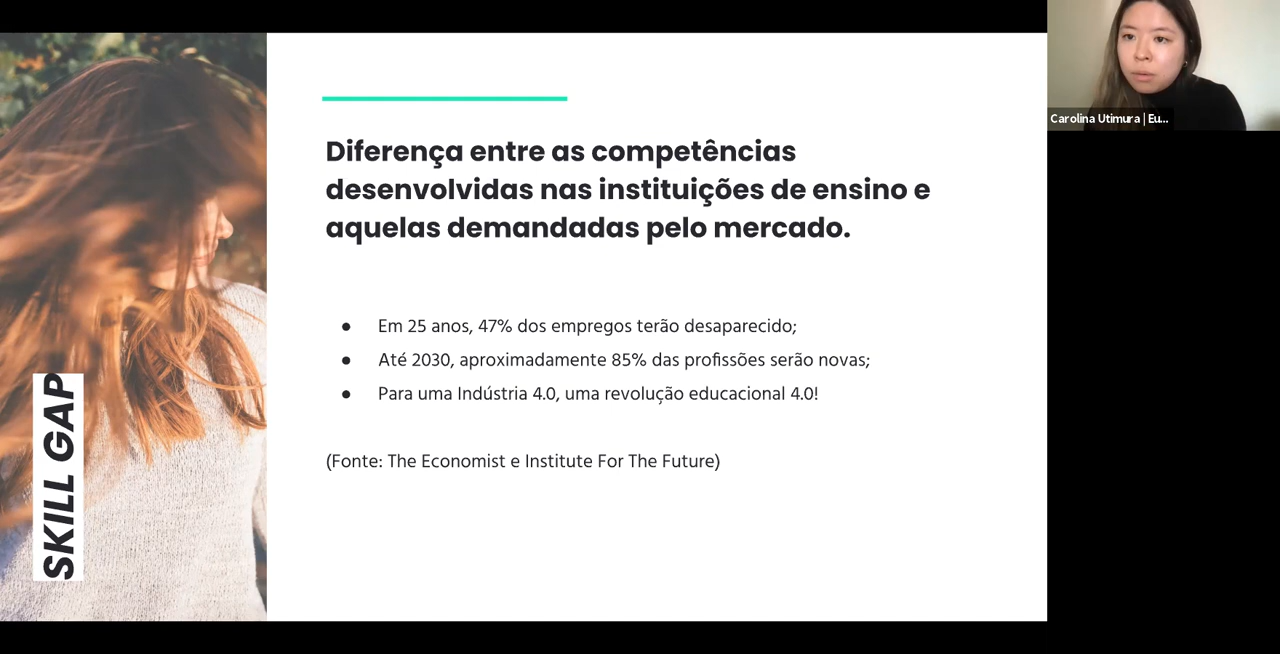 Diferença entre as competências
desenvolvidas nas instituições de ensino e
aquelas demandadas pelo mercado.
● Em 25 anos, 47% dos empregos terão desaparecido;
● Até 2030, aproximadamente 85% das profissões serão novas;
● Para uma Indústria 4.0, uma revolução educacional 4.0!
(Fonte: The Economist e Institute For The Future)
SKILL GAP
Carolina Utimura | Eu...